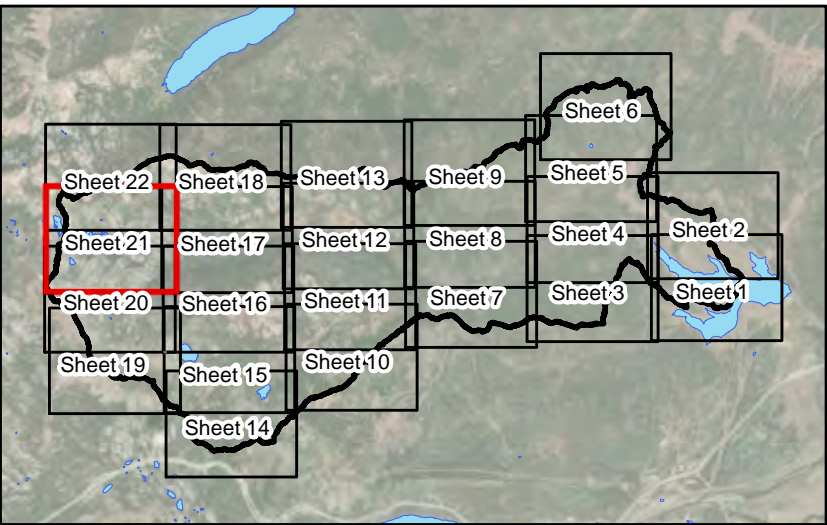 Sheet 6
Sheet 5
Sheet 22
Sheet 18
Sheet 13
Sheet 9
Sheet 2
Sheet 21
Sheet 17
Sheet 12
Sheet 8
Sheet 4
Sheet 20
Sheet 16
Sheet 11
Sheet 7
Sheet 3
Sheet 1
Sheet 19
Sheet 15
Sheet 10
Sheet 14